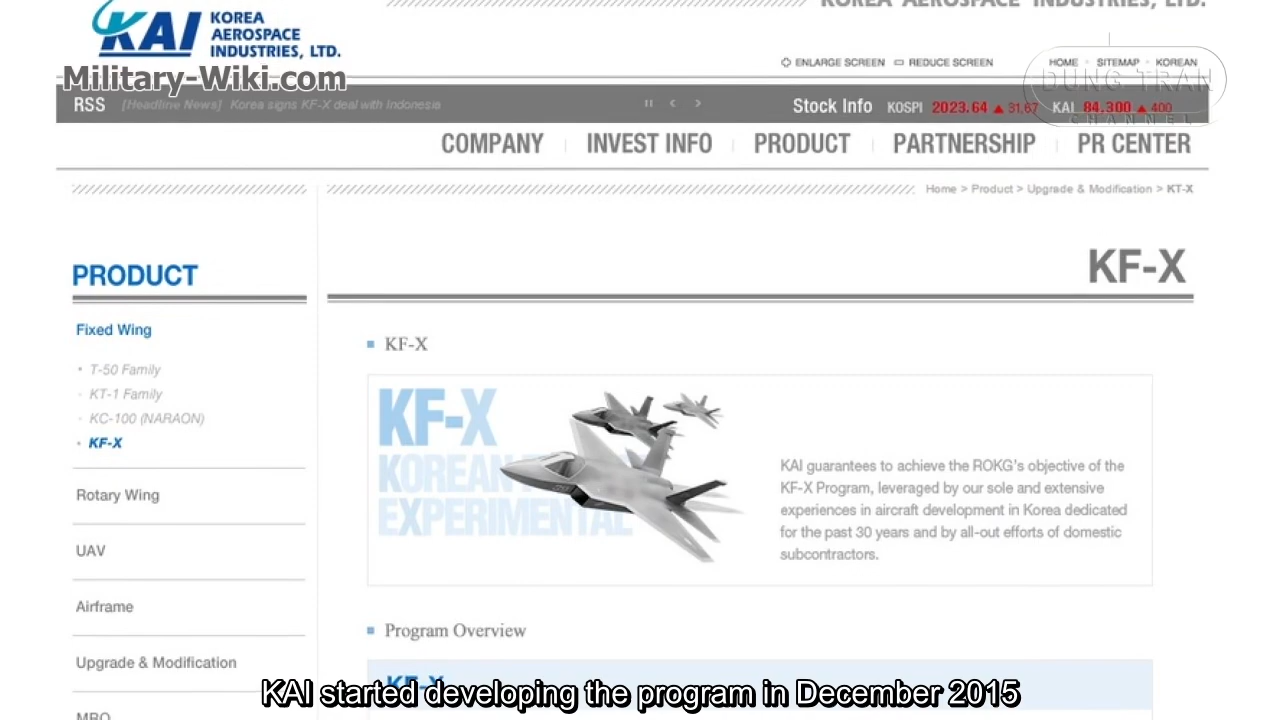 KOREA AEROSPACE INDUSTRIES, LTD.
KAI KOREA
AEROSPACE
INDUSTRIES, LTD.
Military-Wiki.com
ENLARGE SCREEN REDUCE SCREEN HOME SITEMAP KOREAN
DUNG TRAN
CHANNEL
RSS [Headline News] Korea signs KF-X deal with Indonesia Stock Info KOSPI 2023.64 ▲ 31.67 KAI 84,300 ▲ 400
COMPANY INVEST INFO PRODUCT PARTNERSHIP PR CENTER
Home > Product > Upgrade & Modification > KT-X
PRODUCT
KF-X
Fixed Wing
• T-50 Family
• KT-1 Family
• KC-100 (NARAON)
• KF-X
Rotary Wing
UAV
Airframe
Upgrade & Modification
MRO
KF-X
KF-X
KOREAN
EXPERIMENTAL
KAI guarantees to achieve the ROKG's objective of the
KF-X Program, leveraged by our sole and extensive
experiences in aircraft development in Korea dedicated
for the past 30 years and by all-out efforts of domestic
subcontractors.
Program Overview
KF-X
KAI started developing the program in December 2015